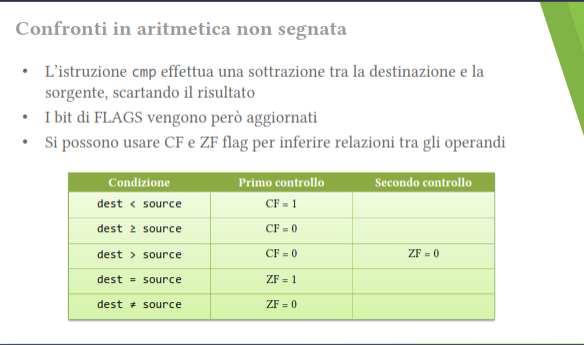 Confronti in aritmetica non segnata
• L'istruzione cmp effettua una sottrazione tra la destinazione e la
sorgente, scartando il risultato
• I bit di FLAGS vengono però aggiornati
• Si possono usare CF e ZF flag per inferire relazioni tra gli operandi
Condizione Primo controllo Secondo controllo
dest < source CF = 1
dest ≥ source CF = 0
dest > source CF = 0 ZF = 0
dest = source ZF = 1
dest ≠ source ZF = 0